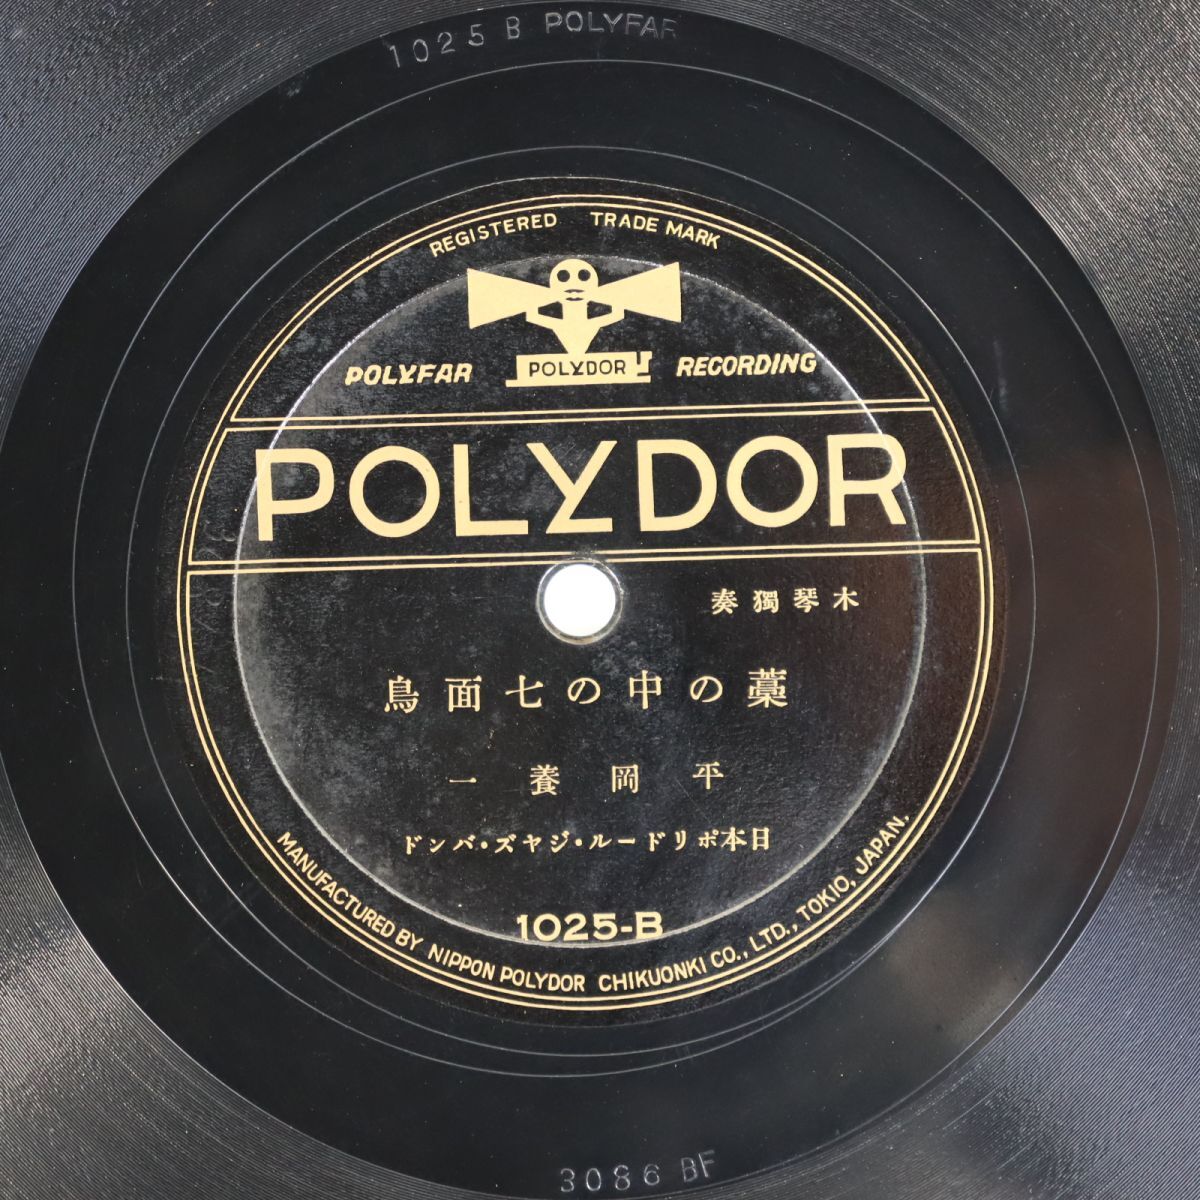 1025 B POLYFAR
REGISTERED TRADE MARK
POLYFAR RECORDING
POLYDOR
POLYDOR
木琴獨奏
藁の中の七面鳥
平岡養一
日本ポリドール・ジヤズ・バンド
1025-B
MANUFACTURED BY NIPPON POLYDOR CHIKUONKI CO., LTD., TOKIO, JAPAN.
3086 BF